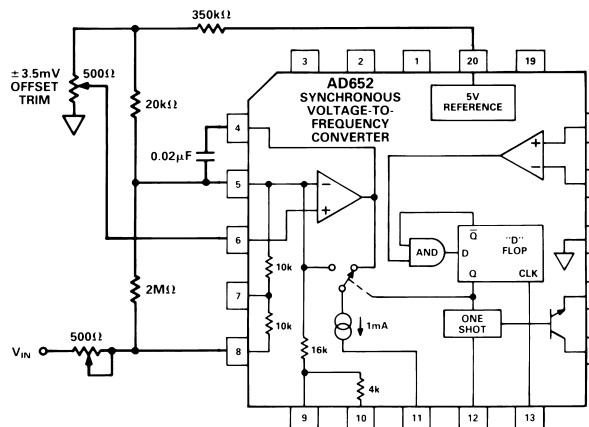 350kΩ
±3.5mV
OFFSET
TRIM
500Ω
20kΩ
0.02μF
2MΩ
500Ω
VIN
3
2
1
20
19
AD652
SYNCHRONOUS
VOLTAGE-TO-
FREQUENCY
CONVERTER
5V
REFERENCE
4
5
6
7
8
−
+
+
−
10k
10k
16k
4k
1mA
AND
Q̅
D
"D"
FLOP
Q
CLK
ONE
SHOT
9
10
11
12
13